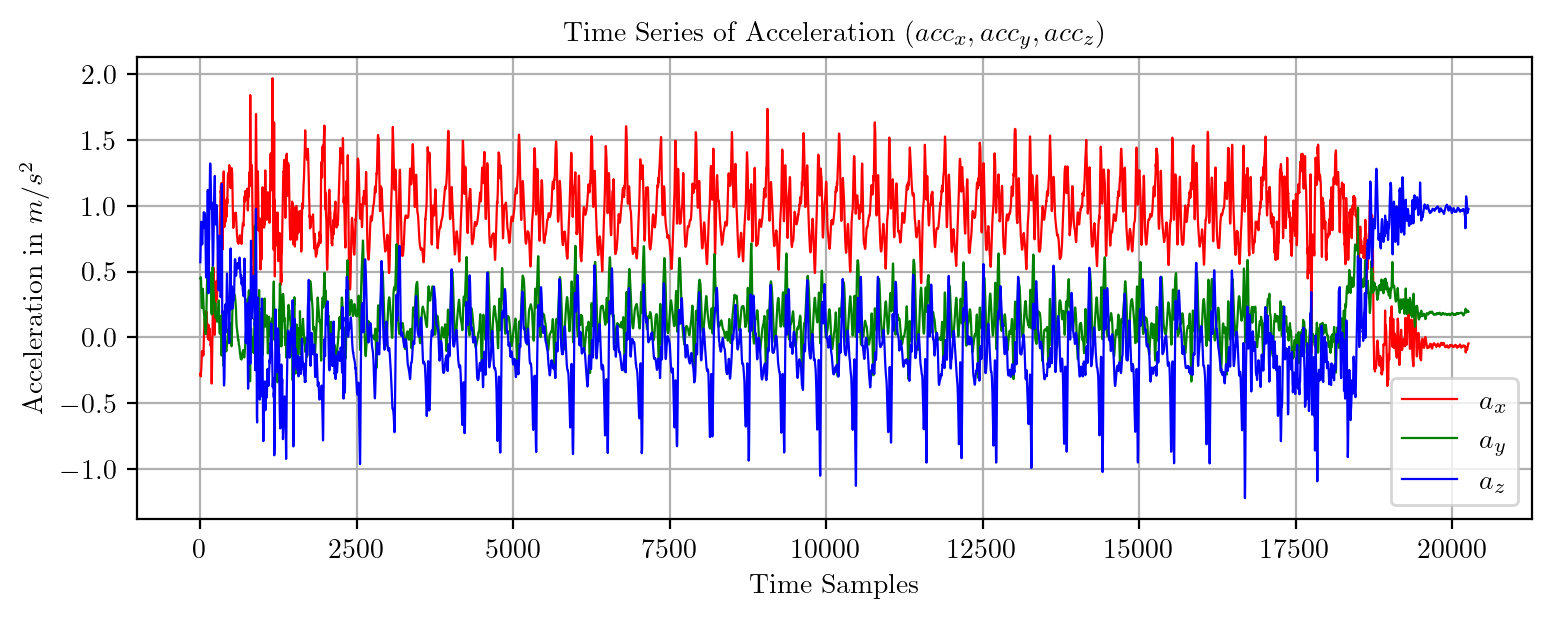 Time Series of Acceleration (acc_x, acc_y, acc_z)
Acceleration in m/s^2
2.0
1.5
1.0
0.5
0.0
−0.5
−1.0
a_x
a_y
a_z
0 2500 5000 7500 10000 12500 15000 17500 20000
Time Samples